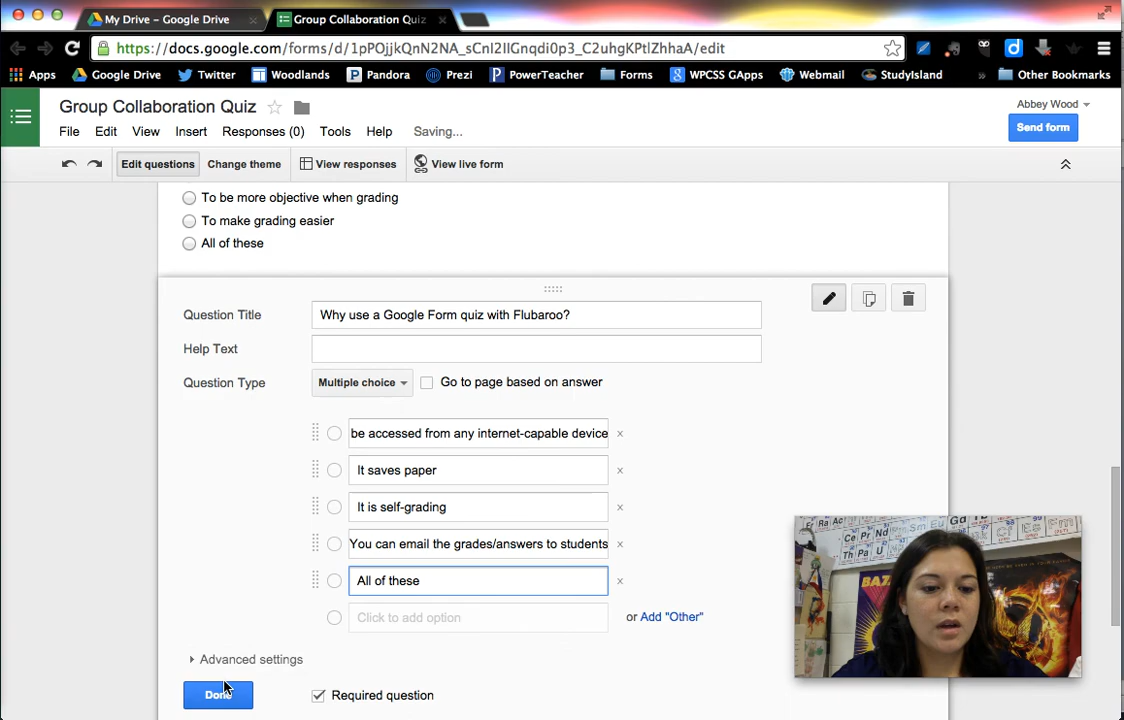 My Drive – Google Drive
Group Collaboration Quiz
https://docs.google.com/forms/d/1pPOjjkQnN2NA_sCnI2IIGnqdi0p3_C2uhgKPtlZhhaA/edit
Apps Google Drive Twitter Woodlands Pandora Prezi PowerTeacher Forms WPCSS GApps Webmail StudyIsland » Other Bookmarks
Group Collaboration Quiz
Abbey Wood
File Edit View Insert Responses (0) Tools Help Saving...
Send form
Edit questions Change theme View responses View live form
To be more objective when grading
To make grading easier
All of these
Question Title Why use a Google Form quiz with Flubaroo?
Help Text
Question Type Multiple choice Go to page based on answer
be accessed from any internet-capable device
It saves paper
It is self-grading
You can email the grades/answers to students
All of these
Click to add option or Add "Other"
Advanced settings
Done Required question